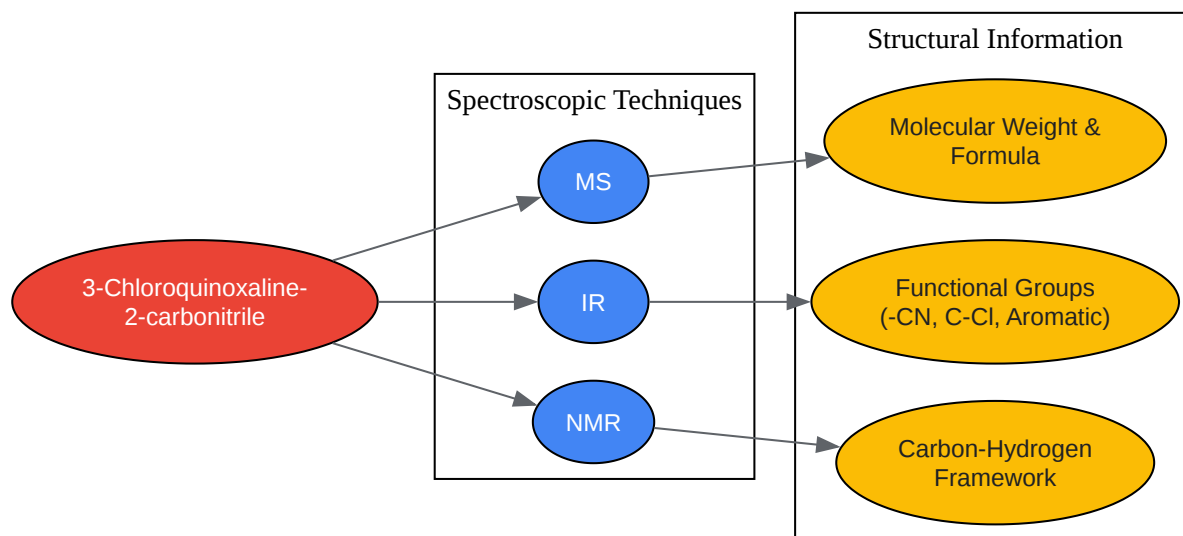 3-Chloroquinoxaline-
2-carbonitrile
Spectroscopic Techniques
MS
IR
NMR
Structural Information
Molecular Weight &
Formula
Functional Groups
(-CN, C-Cl, Aromatic)
Carbon-Hydrogen
Framework